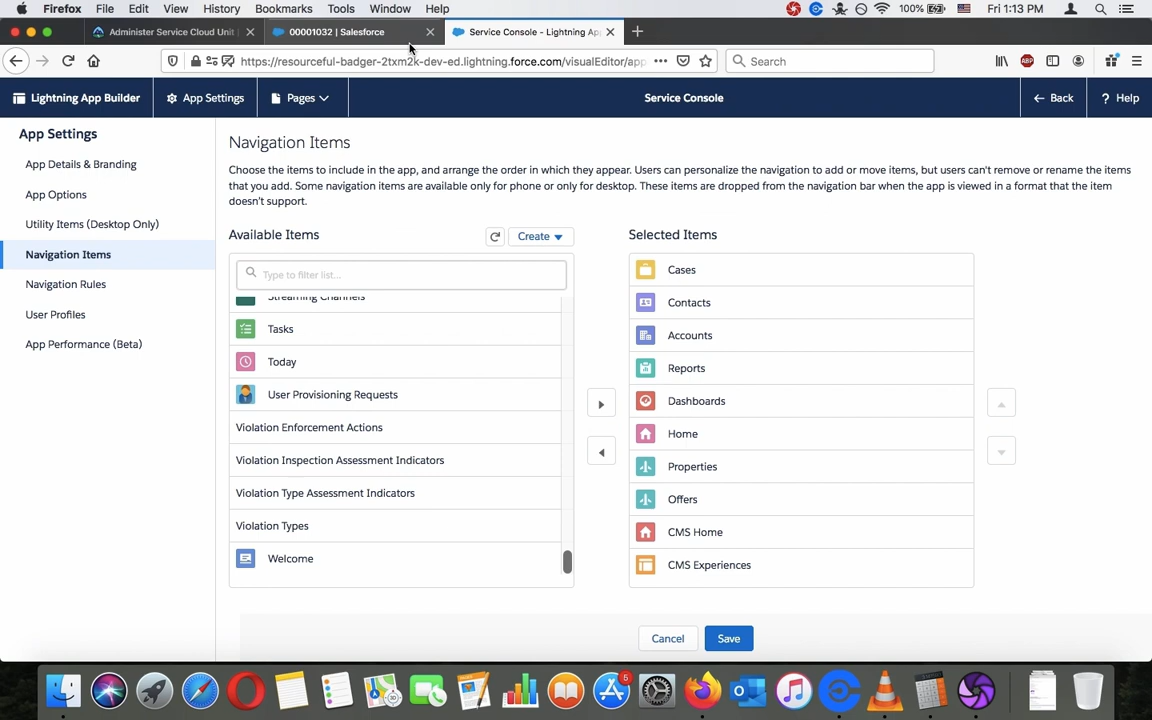 Firefox File Edit View History Bookmarks Tools Window Help 100% Fri 1:13 PM
Administer Service Cloud Unit 00001032 | Salesforce Service Console - Lightning Ap
https://resourceful-badger-2txm2k-dev-ed.lightning.force.com/visualEditor/app Search ABP
Lightning App Builder App Settings Pages Service Console Back ? Help
App Settings
App Details & Branding
App Options
Utility Items (Desktop Only)
Navigation Items
Navigation Rules
User Profiles
App Performance (Beta)
Navigation Items
Choose the items to include in the app, and arrange the order in which they appear. Users can personalize the navigation to add or move items, but users can't remove or rename the items
that you add. Some navigation items are available only for phone or only for desktop. These items are dropped from the navigation bar when the app is viewed in a format that the item
doesn't support.
Available Items Create
Type to filter list...
Streaming Channels
Tasks
Today
User Provisioning Requests
Violation Enforcement Actions
Violation Inspection Assessment Indicators
Violation Type Assessment Indicators
Violation Types
Welcome
Selected Items
Cases
Contacts
Accounts
Reports
Dashboards
Home
Properties
Offers
CMS Home
CMS Experiences
Cancel Save
5